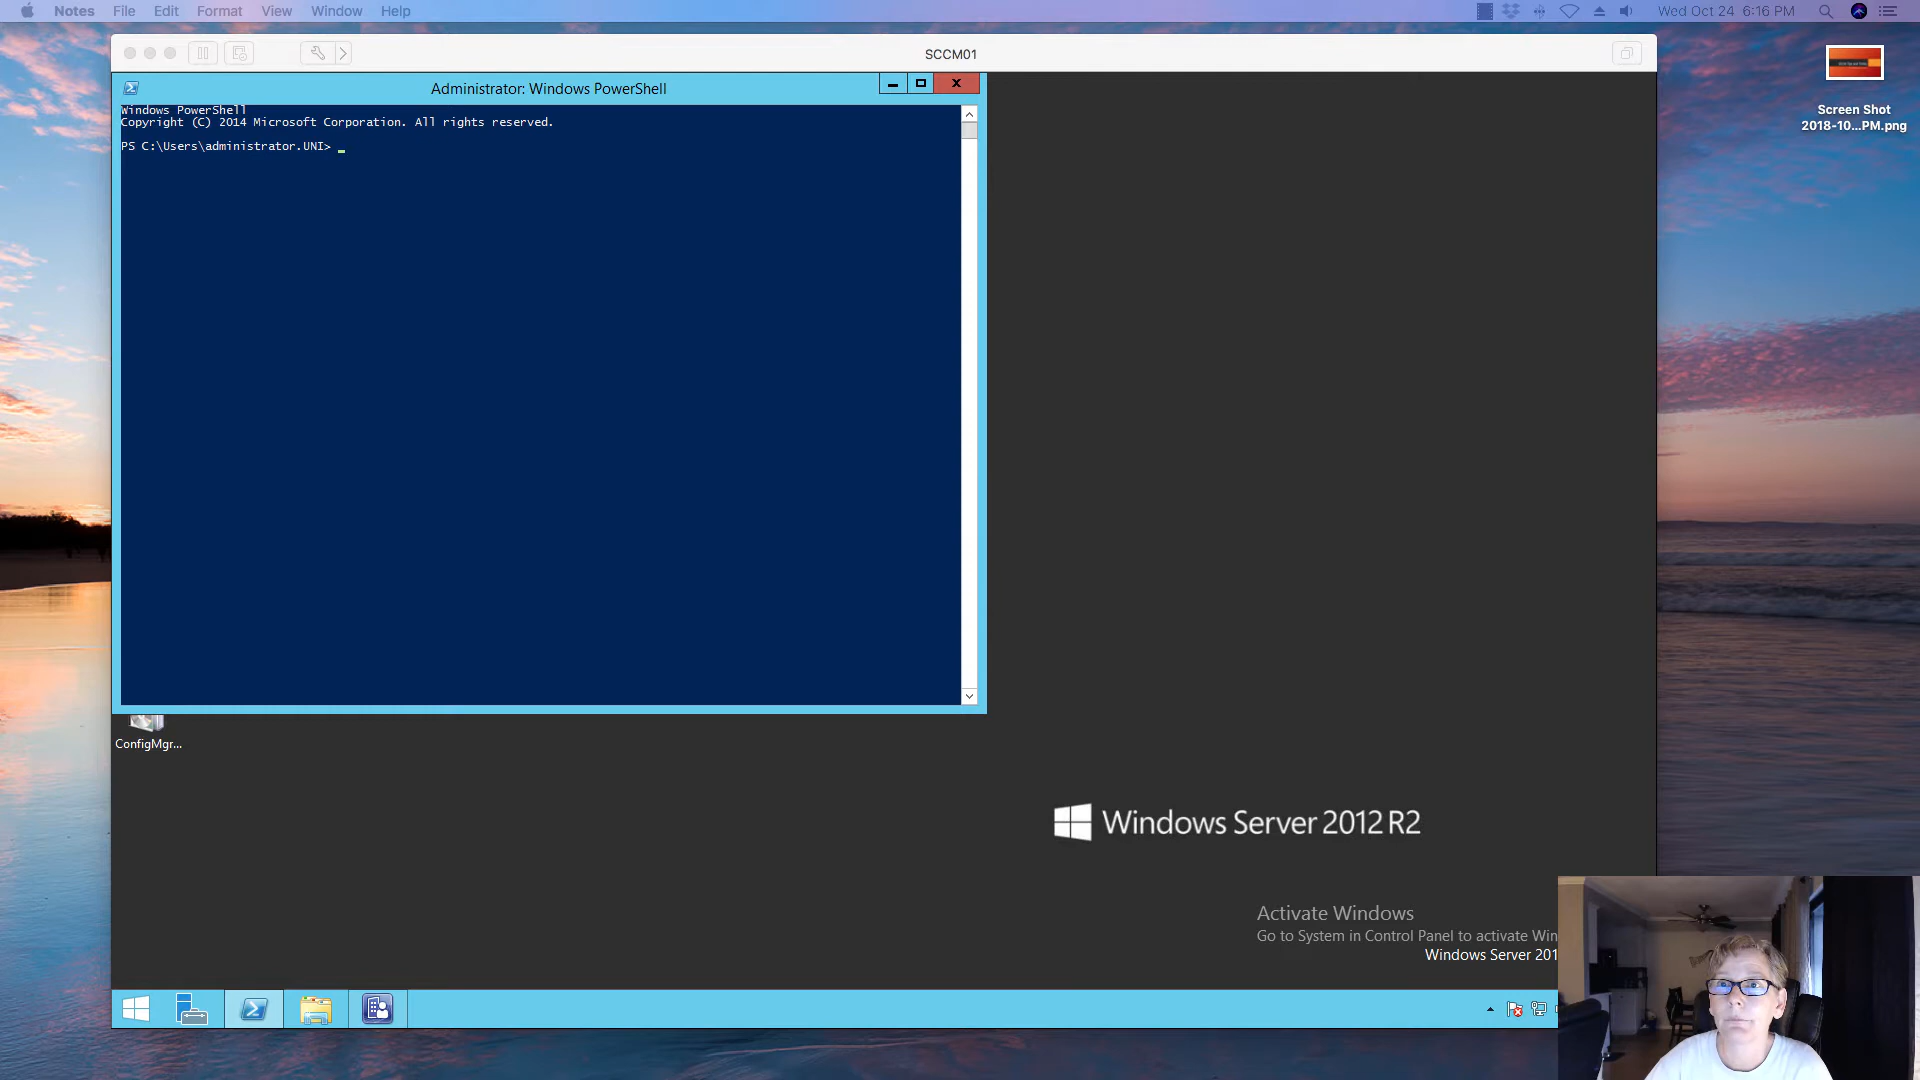 Notes File Edit Format View Window Help
Wed Oct 24 6:16 PM
SCCM01
Administrator: Windows PowerShell
Windows PowerShell
Copyright (C) 2014 Microsoft Corporation. All rights reserved.
PS C:\Users\administrator.UNI>
Screen Shot
2018-10...PM.png
ConfigMgr...
Windows Server 2012 R2
Activate Windows
Go to System in Control Panel to activate Win
Windows Server 201